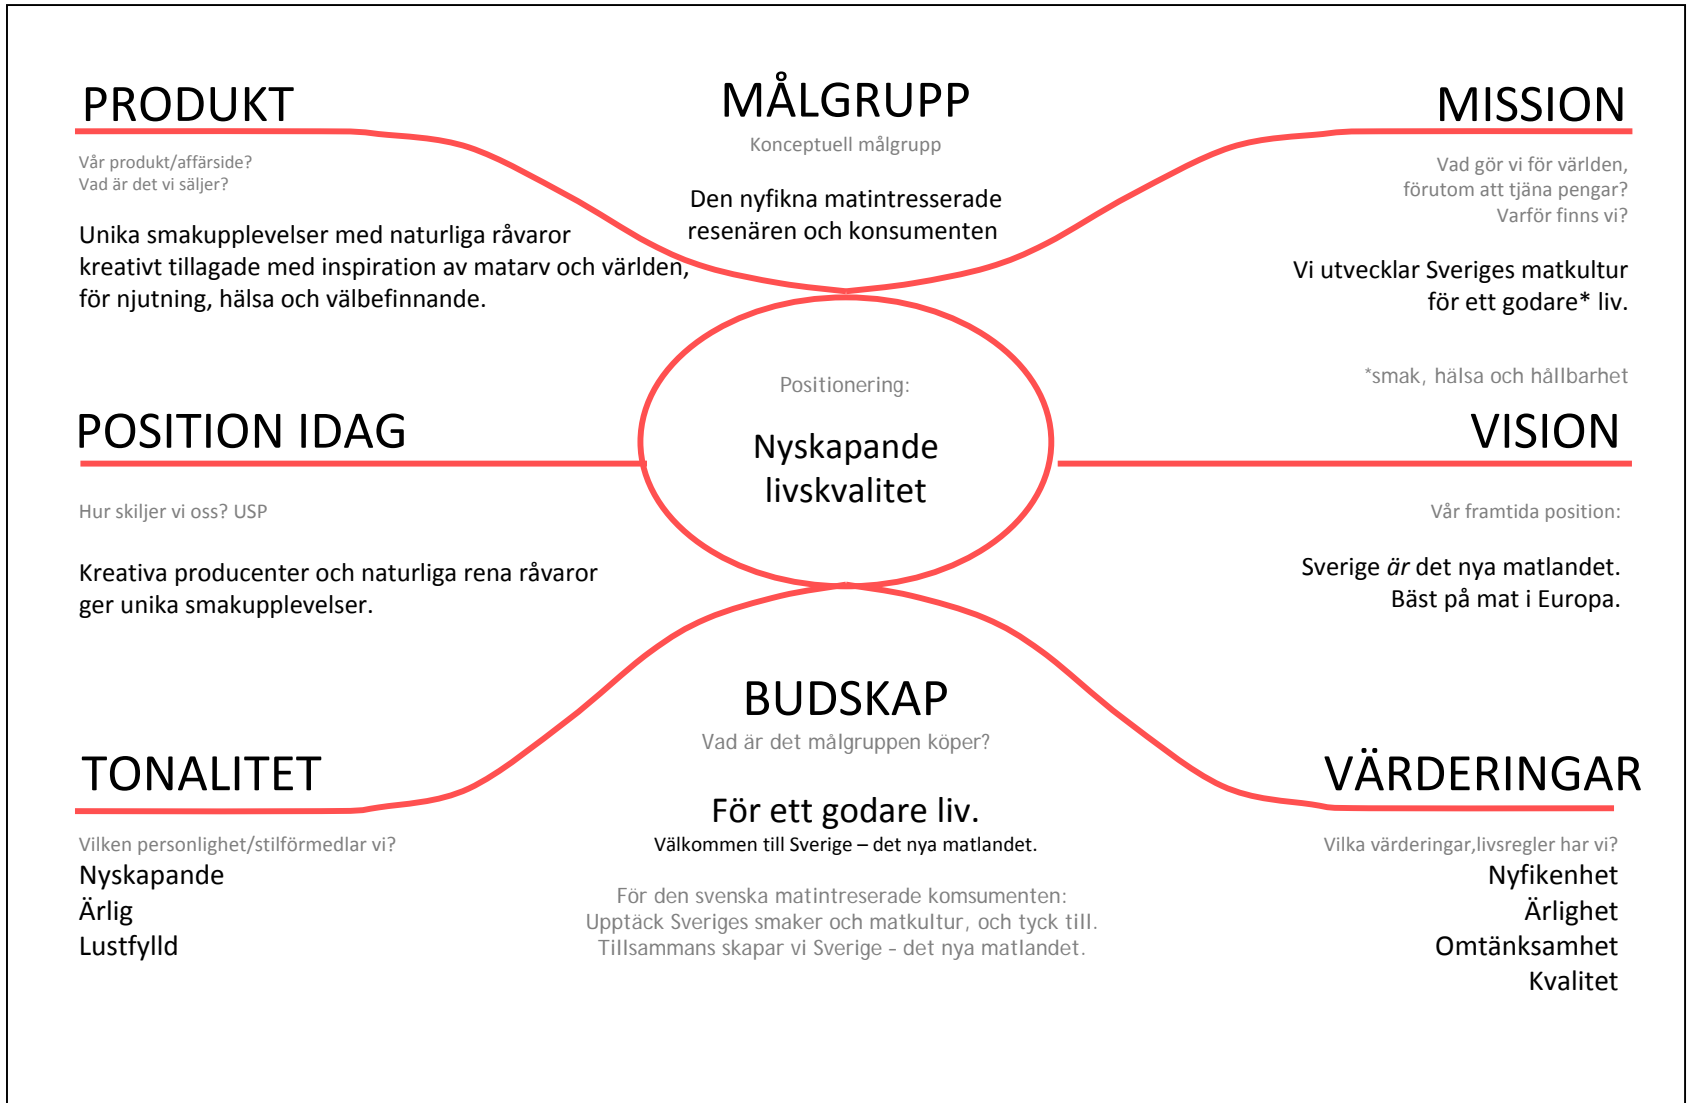 PRODUKT
Vår produkt/affärside?
Vad är det vi säljer?
Unika smakupplevelser med naturliga råvaror
kreativt tillagade med inspiration av matarv och världen,
för njutning, hälsa och välbefinnande.
MÅLGRUPP
Konceptuell målgrupp
Den nyfikna matintresserade
resenären och konsumenten
MISSION
Vad gör vi för världen,
förutom att tjäna pengar?
Varför finns vi?
Vi utvecklar Sveriges matkultur
för ett godare* liv.
*smak, hälsa och hållbarhet
POSITION IDAG
Hur skiljer vi oss? USP
Kreativa producenter och naturliga rena råvaror
ger unika smakupplevelser.
Positionering:
Nyskapande
livskvalitet
VISION
Vår framtida position:
Sverige är det nya matlandet.
Bäst på mat i Europa.
TONALITET
Vilken personlighet/stilförmedlar vi?
Nyskapande
Ärlig
Lustfylld
BUDSKAP
Vad är det målgruppen köper?
För ett godare liv.
Välkommen till Sverige – det nya matlandet.
För den svenska matintreserade komsumenten:
Upptäck Sveriges smaker och matkultur, och tyck till.
Tillsammans skapar vi Sverige - det nya matlandet.
VÄRDERINGAR
Vilka värderingar,livsregler har vi?
Nyfikenhet
Ärlighet
Omtänksamhet
Kvalitet